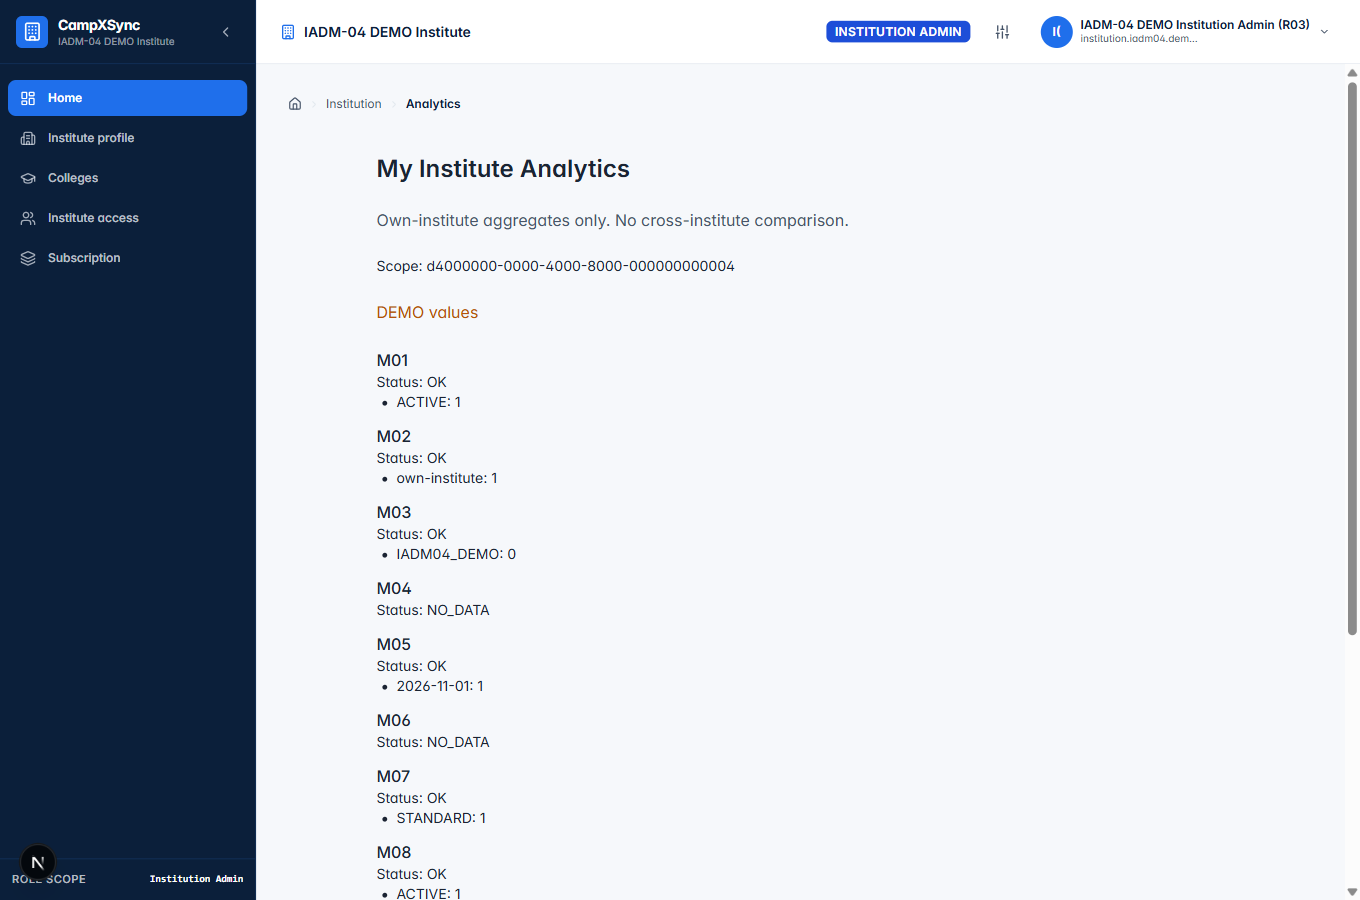 CampXSync
IADM-04 DEMO Institute
Home
Institute profile
Colleges
Institute access
Subscription
N
ROLE SCOPE
Institution Admin
IADM-04 DEMO Institute
INSTITUTION ADMIN
I(
IADM-04 DEMO Institution Admin (R03)
institution.iadm04.dem...
Institution
Analytics
My Institute Analytics
Own-institute aggregates only. No cross-institute comparison.
Scope: d4000000-0000-4000-8000-000000000004
DEMO values
M01
Status: OK
• ACTIVE: 1
M02
Status: OK
• own-institute: 1
M03
Status: OK
• IADM04_DEMO: 0
M04
Status: NO_DATA
M05
Status: OK
• 2026-11-01: 1
M06
Status: NO_DATA
M07
Status: OK
• STANDARD: 1
M08
Status: OK
• ACTIVE: 1